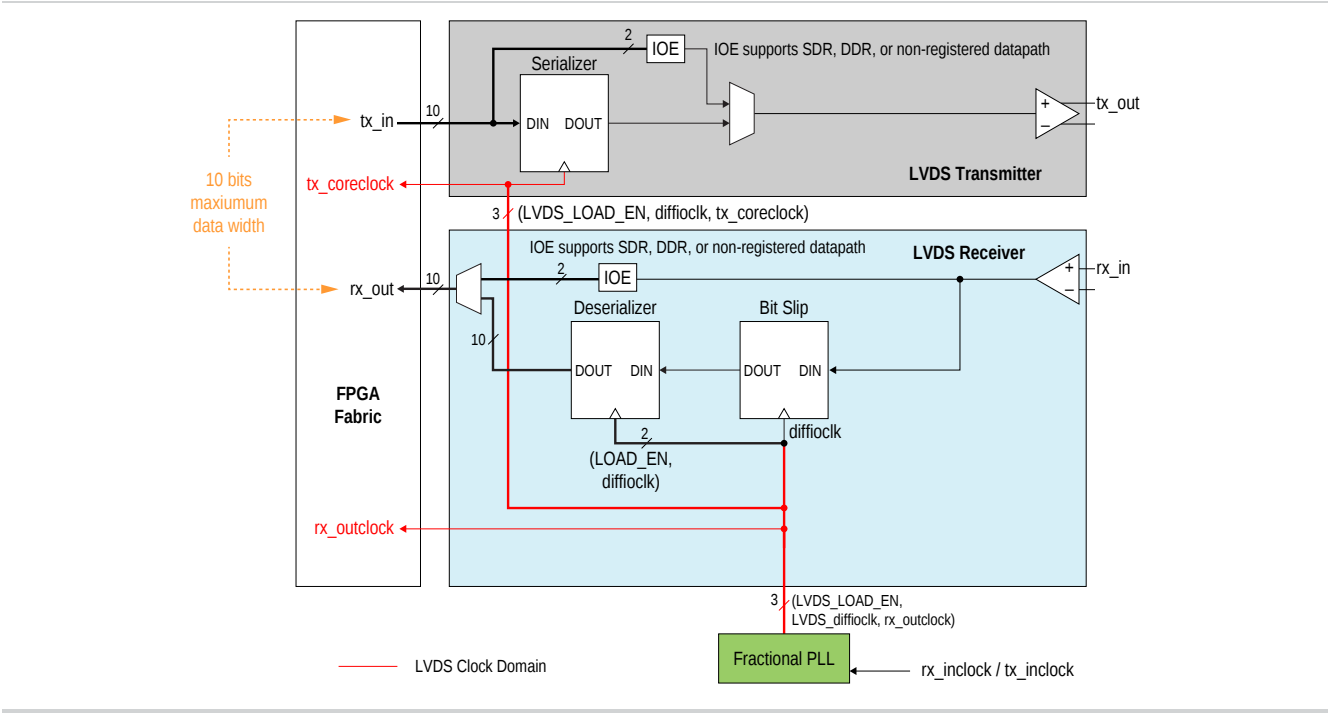 2
IOE
IOE supports SDR, DDR, or non-registered datapath
Serializer
tx_in
10
DIN
DOUT
+
–
tx_out
10 bits
maxiumum
data width
tx_coreclock
LVDS Transmitter
3
(LVDS_LOAD_EN, diffioclk, tx_coreclock)
IOE supports SDR, DDR, or non-registered datapath
LVDS Receiver
rx_out
10
2
IOE
+
–
rx_in
Deserializer
Bit Slip
10
DOUT
DIN
DOUT
DIN
FPGA
Fabric
2
diffioclk
(LOAD_EN,
diffioclk)
rx_outclock
3
(LVDS_LOAD_EN,
LVDS_diffioclk, rx_outclock)
LVDS Clock Domain
Fractional PLL
rx_inclock / tx_inclock